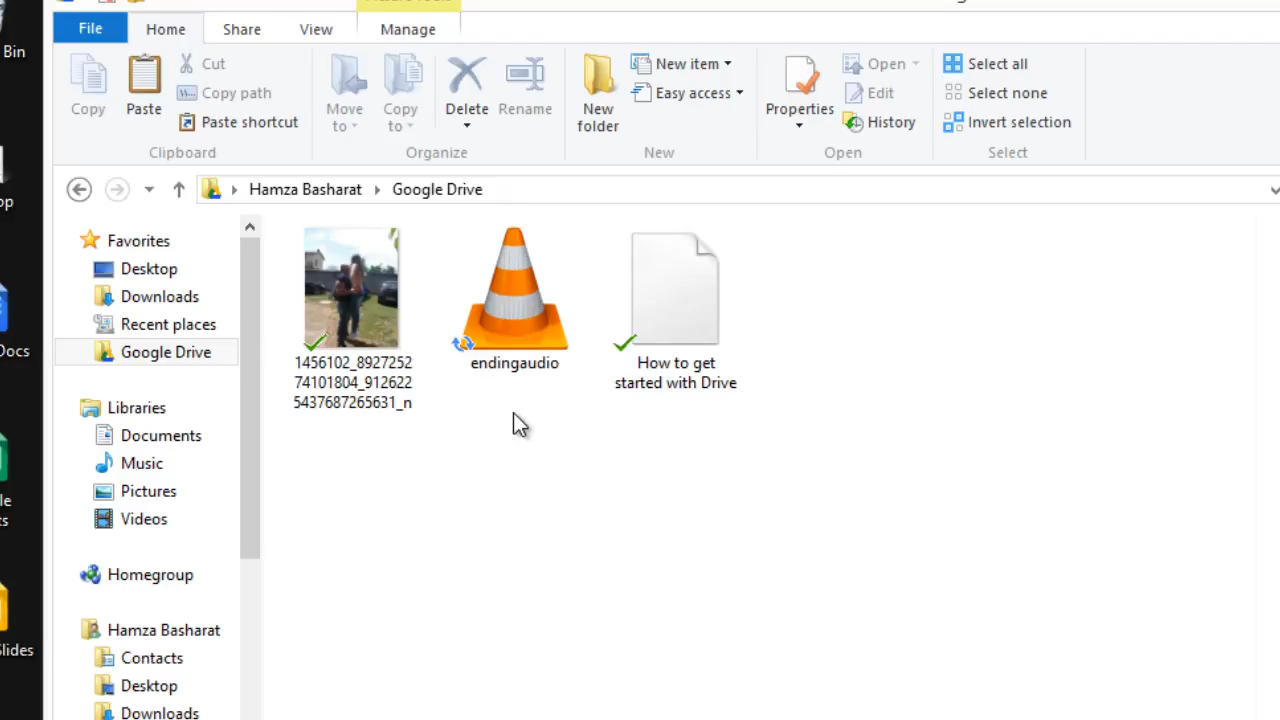 Bin
File
Home
Share
View
Manage
Copy
Paste
Cut
Copy path
Paste shortcut
Clipboard
Move to
Copy to
Delete
Rename
Organize
New folder
New item
Easy access
New
Properties
Open
Edit
History
Open
Select all
Select none
Invert selection
Select
Hamza Basharat
Google Drive
Favorites
Desktop
Downloads
Recent places
Google Drive
Libraries
Documents
Music
Pictures
Videos
Homegroup
Hamza Basharat
Contacts
Desktop
Downloads
1456102_8927252
74101804_912622
5437687265631_n
endingaudio
How to get
started with Drive
Docs
Slides